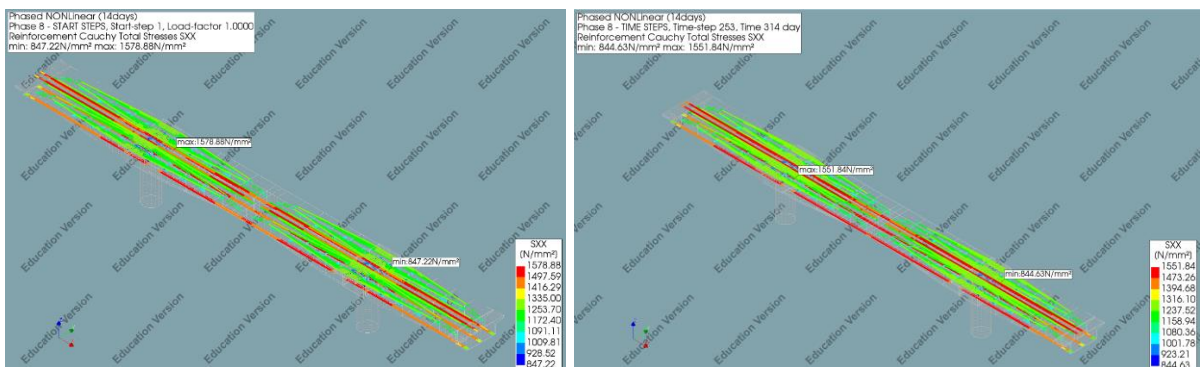 Phased NONLinear (14days)
Phase 8 - START STEPS, Start-step 1, Load-factor 1.0000
Reinforcement Cauchy Total Stresses SXX
min: 847.22N/mm² max: 1578.88N/mm²
max:1578.88N/mm²
min:847.22N/mm²
SXX
(N/mm²)
1578.88
1497.59
1416.29
1335.00
1253.70
1172.40
1091.11
1009.81
928.52
847.22
Education Version
Phased NONLinear (14days)
Phase 8 - TIME STEPS, Time-step 253, Time 314 day
Reinforcement Cauchy Total Stresses SXX
min: 844.63N/mm² max: 1551.84N/mm²
max:1551.84N/mm²
min:844.63N/mm²
SXX
(N/mm²)
1551.84
1473.26
1394.68
1316.10
1237.52
1158.94
1080.36
1001.78
923.21
844.63
Education Version